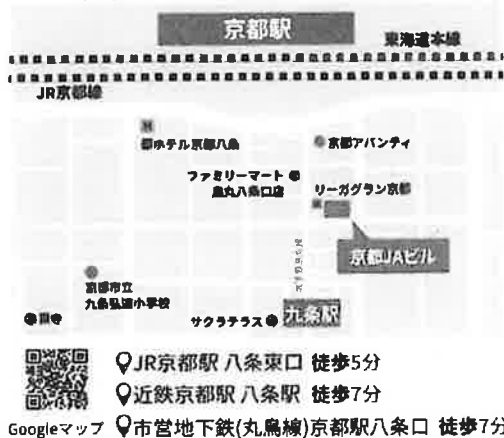 京都駅
東海道本線
JR京都線
都ホテル京都八条
京都アバンティ
ファミリーマート
烏丸八条口店
リーガグラン京都
京都JAビル
京都市立
九条弘道小学校
サクラテラス
九条駅
JR京都駅 八条東口 徒歩5分
近鉄京都駅 八条駅 徒歩7分
Googleマップ
市営地下鉄(丸鳥線)京都駅八条口 徒歩7分